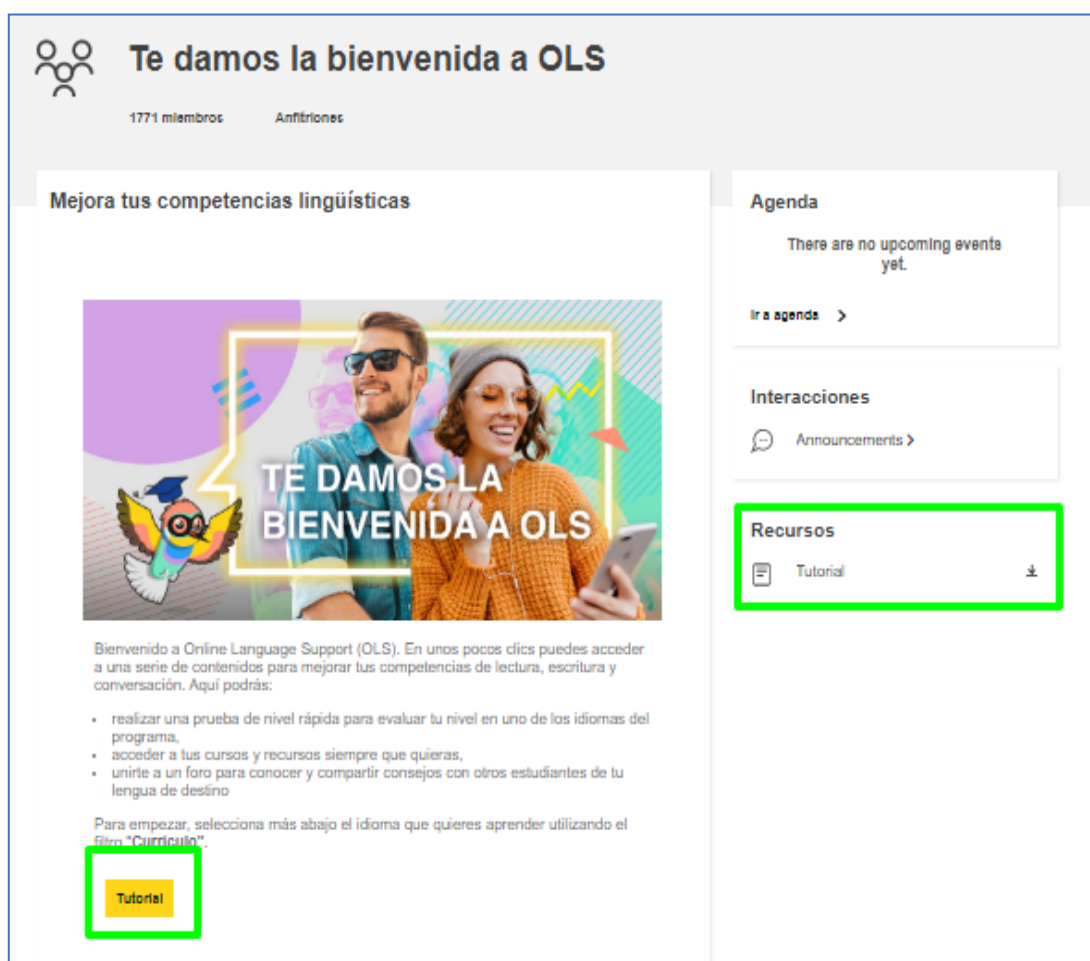 Te damos la bienvenida a OLS
1771 miembros Anfitriones
Mejora tus competencias lingüísticas
TE DAMOS LA
BIENVENIDA A OLS
Bienvenido a Online Language Support (OLS). En unos pocos clics puedes acceder
a una serie de contenidos para mejorar tus competencias de lectura, escritura y
conversación. Aquí podrás:
• realizar una prueba de nivel rápida para evaluar tu nivel en uno de los idiomas del
programa,
• acceder a tus cursos y recursos siempre que quieras,
• unirte a un foro para conocer y compartir consejos con otros estudiantes de tu
lengua de destino
Para empezar, selecciona más abajo el idioma que quieres aprender utilizando el
filtro "Currículo".
Tutorial
Agenda
There are no upcoming events
yet.
Ir a agenda >
Interacciones
Announcements >
Recursos
Tutorial